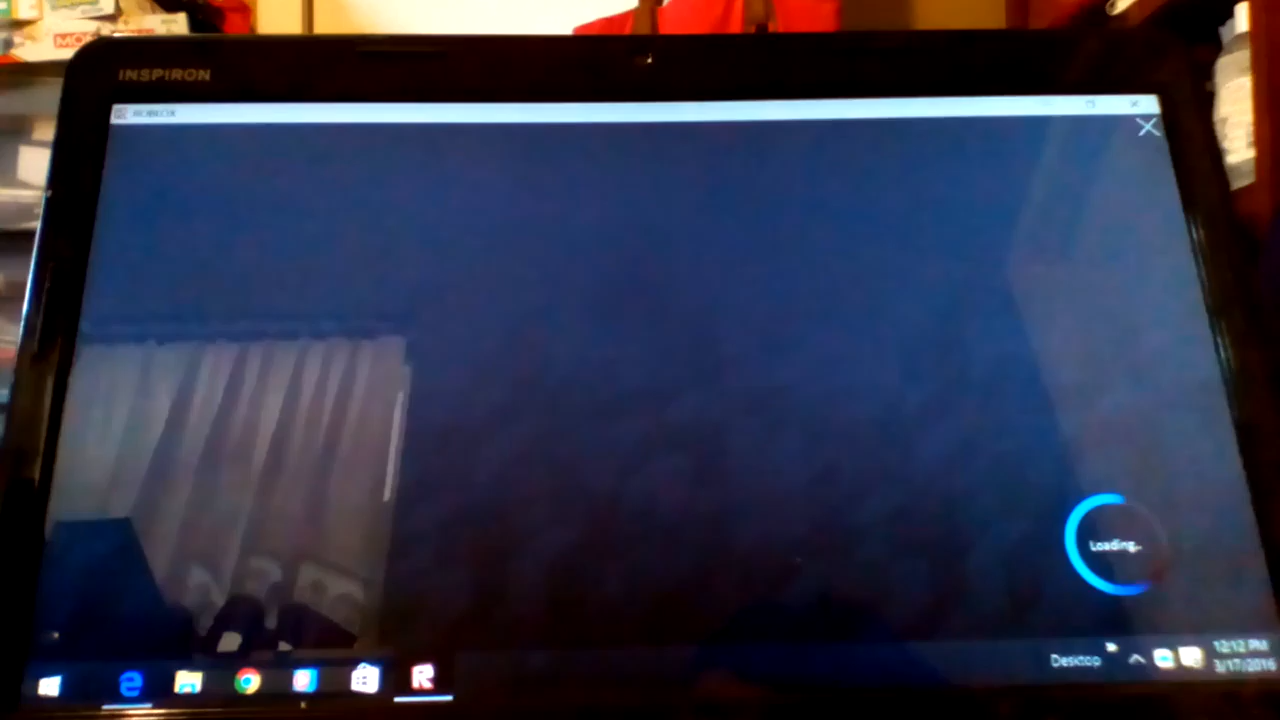 INSPIRON
ROBLOX
Loading..
Desktop
12:12 PM
3/17/2016